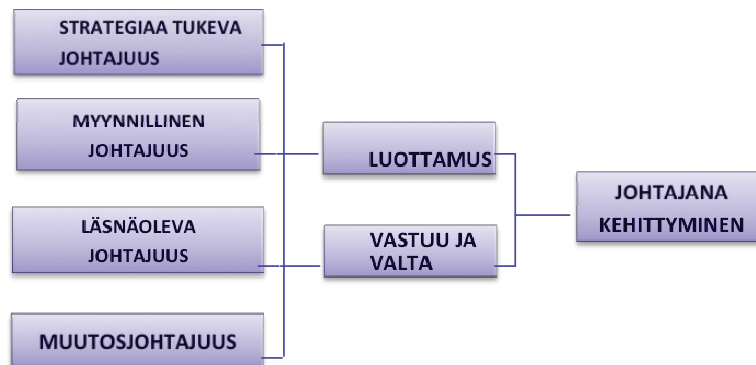 STRATEGIAA TUKEVA
JOHTAJUUS
MYYNNILLINEN
JOHTAJUUS
LÄSNÄOLEVA
JOHTAJUUS
MUUTOSJOHTAJUUS
LUOTTAMUS
VASTUU JA
VALTA
JOHTAJANA
KEHITTYMINEN